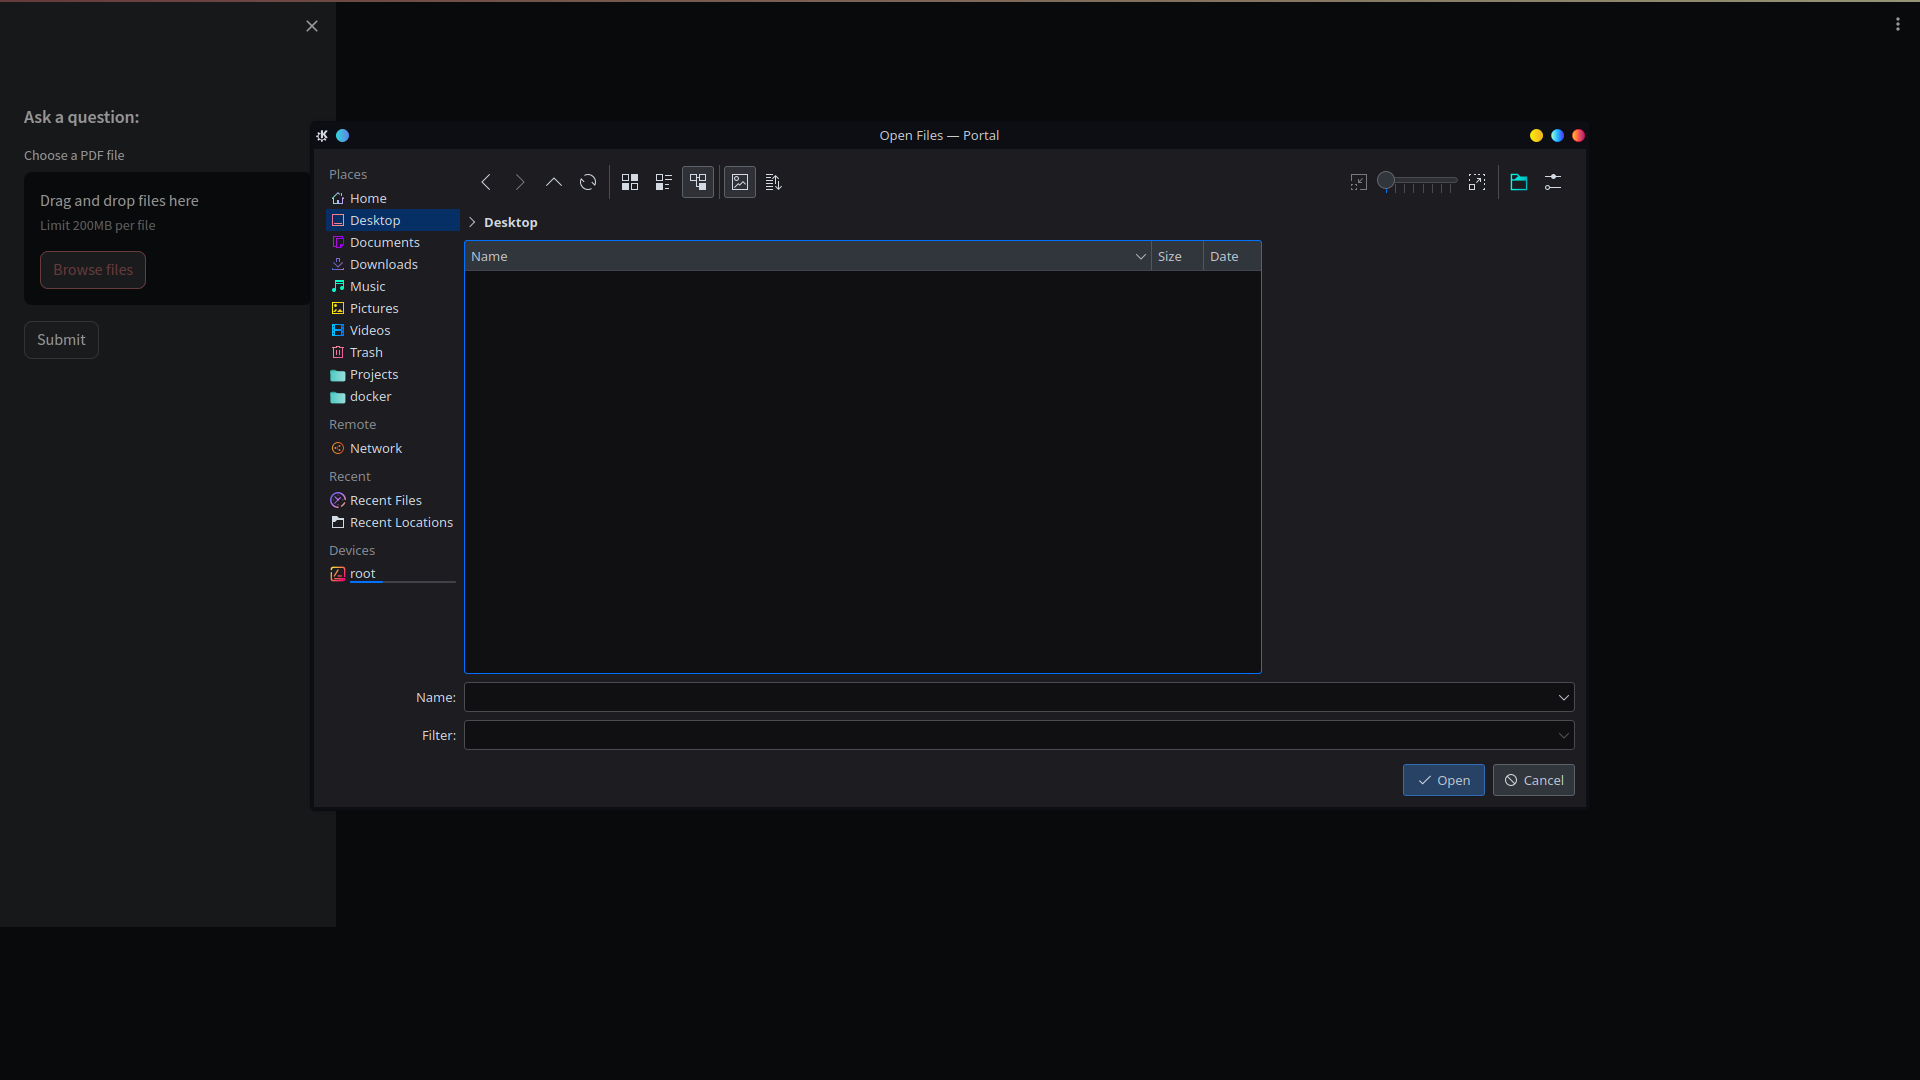 Ask a question:
Choose a PDF file
Drag and drop files here
Limit 200MB per file
Browse files
Submit
Open Files — Portal
Places
Home
Desktop
Documents
Downloads
Music
Pictures
Videos
Trash
Projects
docker
Remote
Network
Recent
Recent Files
Recent Locations
Devices
root
Desktop
Name Size Date
Name:
Filter:
Open Cancel